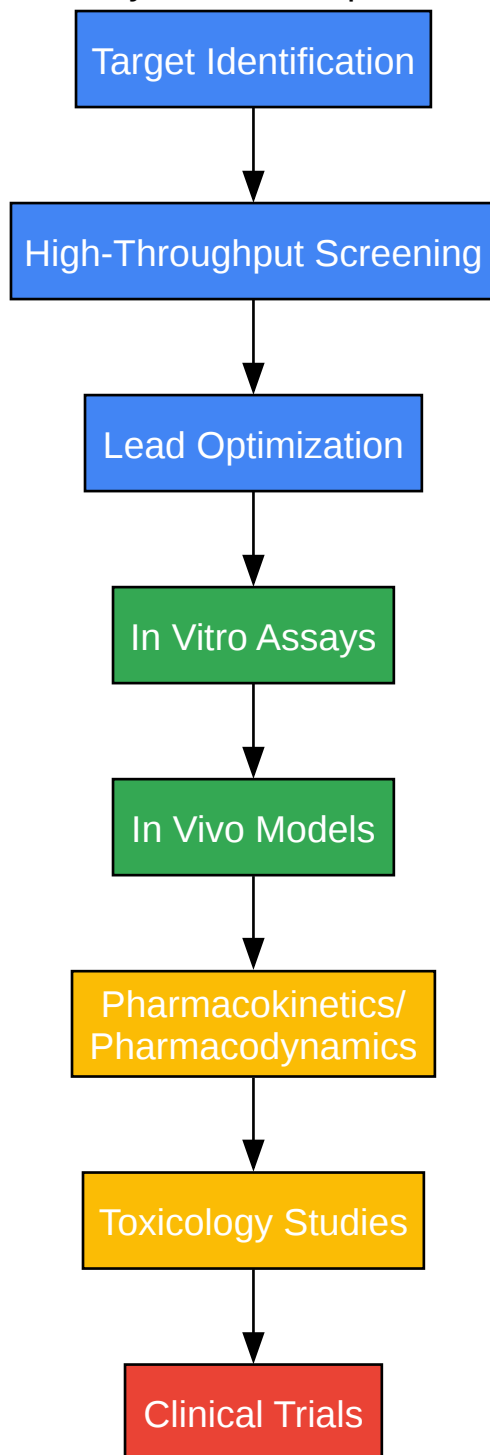 Target Identification
High-Throughput Screening
Lead Optimization
In Vitro Assays
In Vivo Models
Pharmacokinetics/
Pharmacodynamics
Toxicology Studies
Clinical Trials